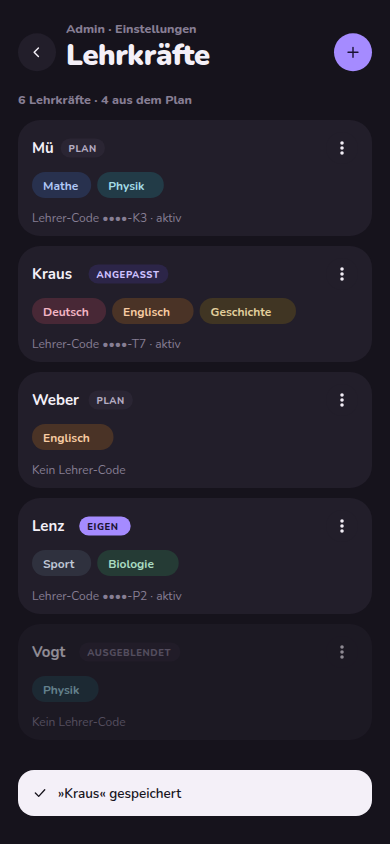 Admin · Einstellungen
Lehrkräfte
6 Lehrkräfte · 4 aus dem Plan
Mü PLAN
Mathe Physik
Lehrer-Code ••••-K3 · aktiv
Kraus ANGEPASST
Deutsch Englisch Geschichte
Lehrer-Code ••••-T7 · aktiv
Weber PLAN
Englisch
Kein Lehrer-Code
Lenz EIGEN
Sport Biologie
Lehrer-Code ••••-P2 · aktiv
Vogt AUSGEBLENDET
Physik
Kein Lehrer-Code
»Kraus« gespeichert